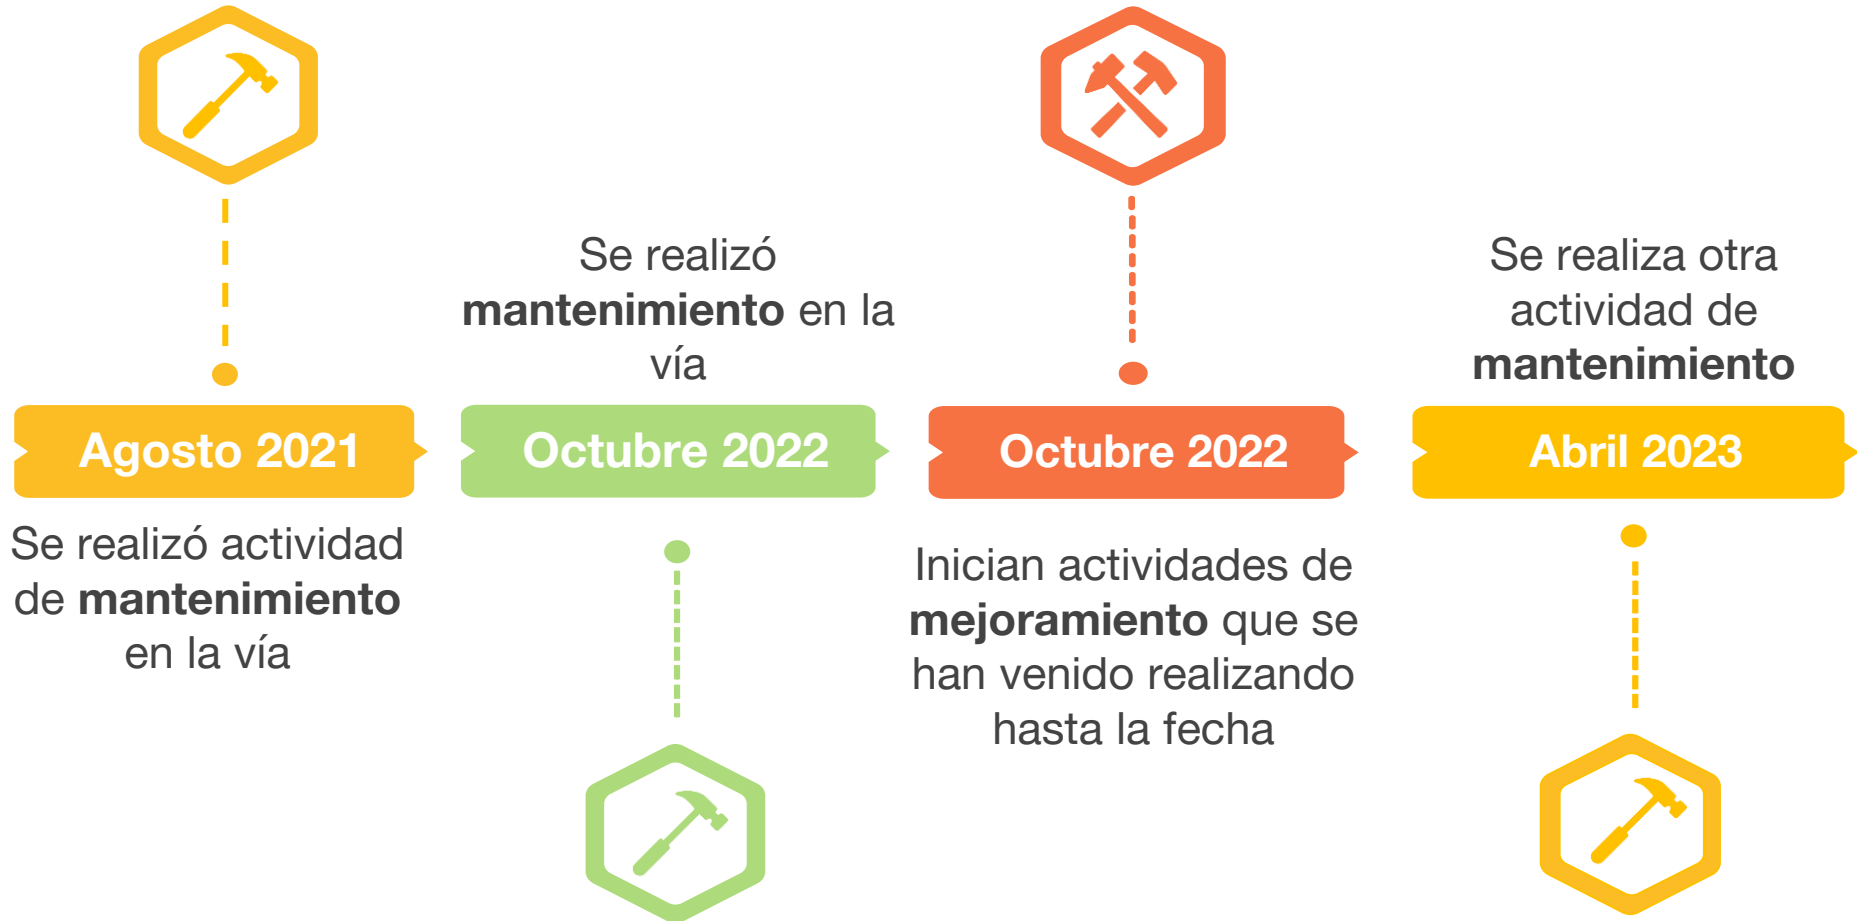 Agosto 2021
Se realizó actividad
de mantenimiento
en la vía
Se realizó
mantenimiento en la
vía
Octubre 2022
Octubre 2022
Inician actividades de
mejoramiento que se
han venido realizando
hasta la fecha
Se realiza otra
actividad de
mantenimiento
Abril 2023